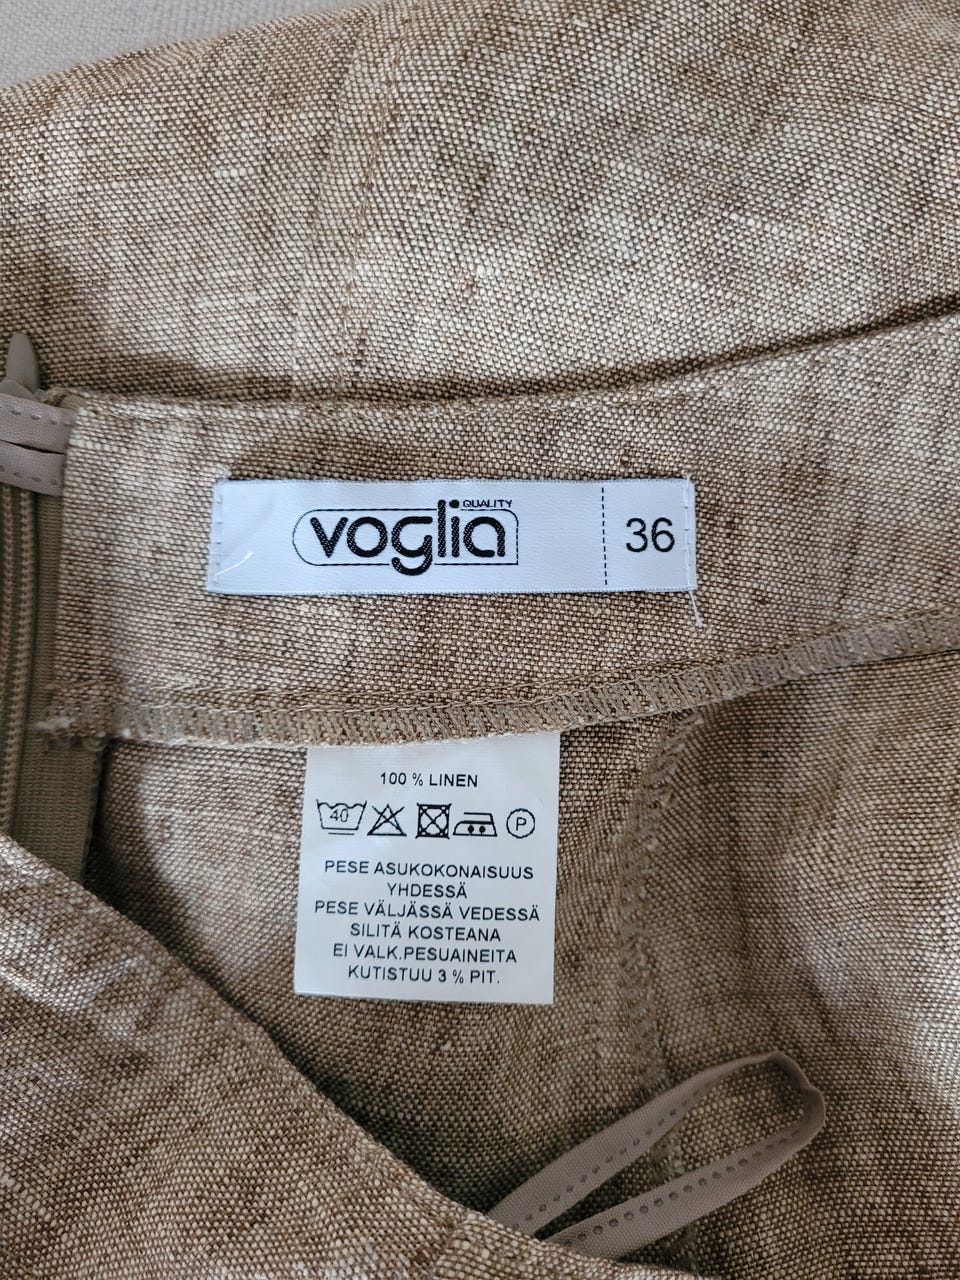 QUALITY
voglia
36
100 % LINEN
40 P
PESE ASUKOKONAISUUS
YHDESSÄ
PESE VÄLJÄSSÄ VEDESSÄ
SILITÄ KOSTEANA
EI VALK.PESUAINEITA
KUTISTUU 3 % PIT.